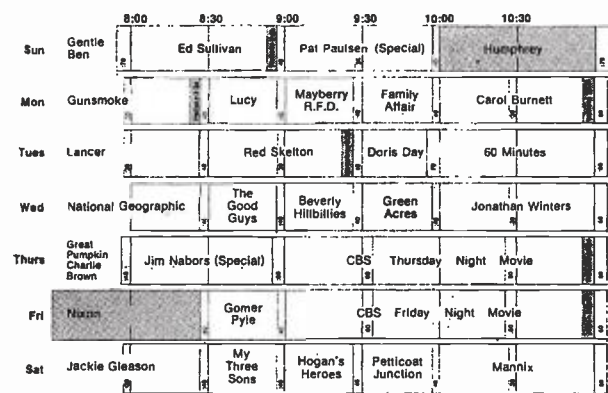 8:00 8:30 9:00 9:30 10:00 10:30
Sun Gentle Ben Ed Sullivan Pat Paulsen (Special) Humphrey
Mon Gunsmoke Lucy Mayberry R.F.D. Family Affair Carol Burnett
Tues Lancer Red Skelton Doris Day 60 Minutes
Wed National Geographic The Good Guys Beverly Hillbillies Green Acres Jonathan Winters
Thurs Great Pumpkin Charlie Brown Jim Nabors (Special) CBS Thursday Night Movie
Fri Nixon Gomer Pyle CBS Friday Night Movie
Sat Jackie Gleason My Three Sons Hogan's Heroes Petticoat Junction Mannix